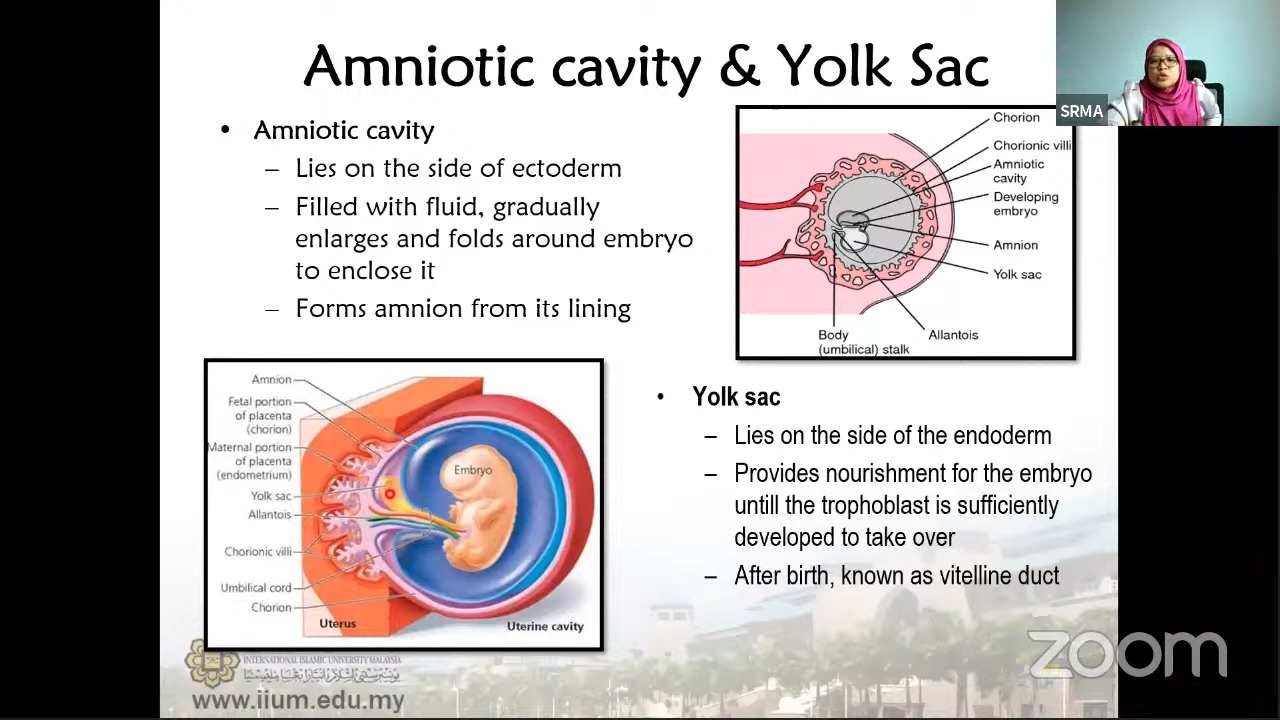 Amniotic cavity & Yolk Sac
SRMA
• Amniotic cavity
– Lies on the side of ectoderm
– Filled with fluid, gradually
enlarges and folds around embryo
to enclose it
– Forms amnion from its lining
Chorion
Chorionic villi
Amniotic
cavity
Developing
embryo
Amnion
Yolk sac
Allantois
Body
(umbilical) stalk
Amnion
Fetal portion
of placenta
(chorion)
Maternal portion
of placenta
(endometrium)
Yolk sac
Allantois
Chorionic villi
Umbilical cord
Chorion
Embryo
Uterus
Uterine cavity
• Yolk sac
– Lies on the side of the endoderm
– Provides nourishment for the embryo
untill the trophoblast is sufficiently
developed to take over
– After birth, known as vitelline duct
INTERNATIONAL ISLAMIC UNIVERSITY MALAYSIA
www.iium.edu.my
zoom